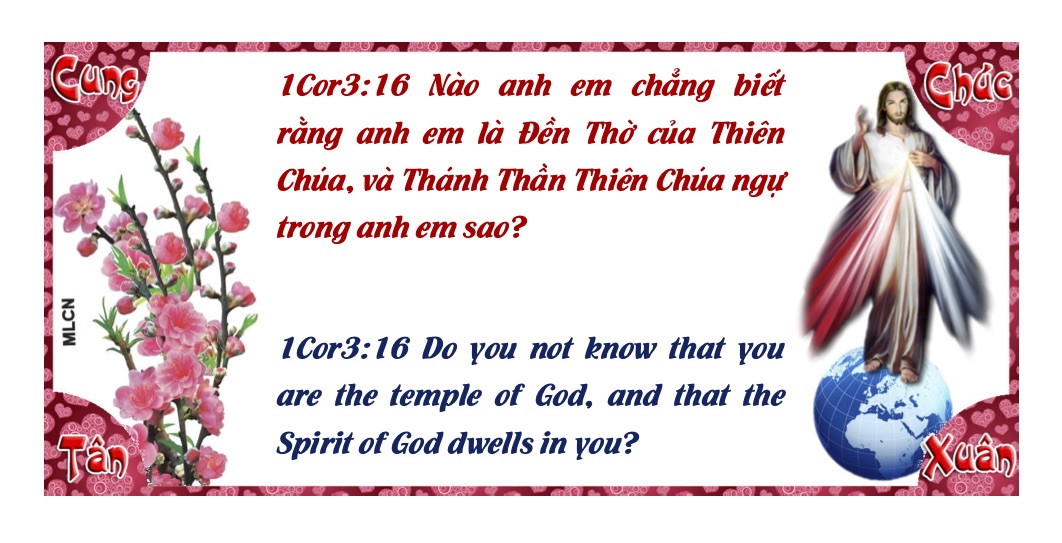 Cung
Chúc
1Cor3:16 Nào anh em chẳng biết
rằng anh em là Đền Thờ của Thiên
Chúa, và Thánh Thần Thiên Chúa ngự
trong anh em sao?
MLCN
1Cor3:16 Do you not know that you
are the temple of God, and that the
Spirit of God dwells in you?
Tân
Xuân